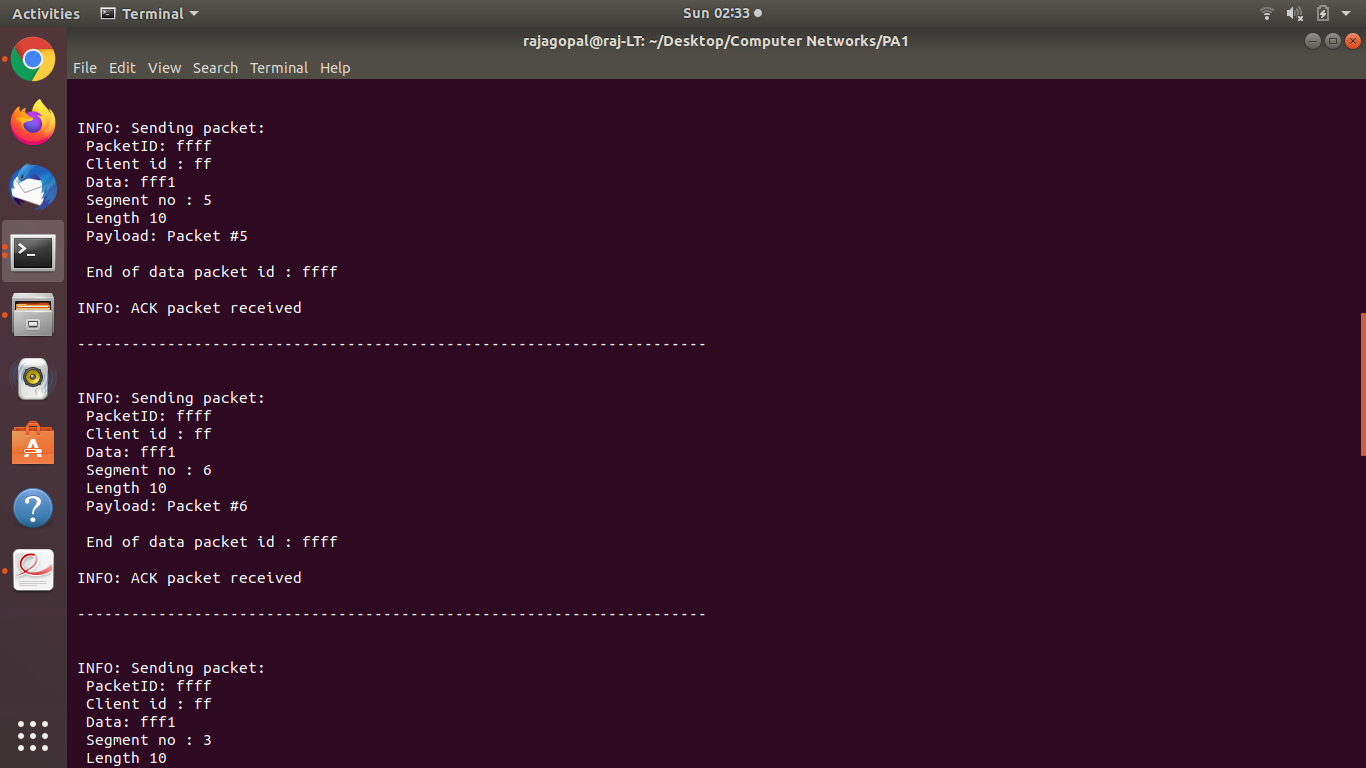 Activities Terminal Sun 02:33
rajagopal@raj-LT: ~/Desktop/Computer Networks/PA1
File Edit View Search Terminal Help
INFO: Sending packet:
PacketID: ffff
Client id : ff
Data: fff1
Segment no : 5
Length 10
Payload: Packet #5
End of data packet id : ffff
INFO: ACK packet received
----------------------------------------------------------------------
INFO: Sending packet:
PacketID: ffff
Client id : ff
Data: fff1
Segment no : 6
Length 10
Payload: Packet #6
End of data packet id : ffff
INFO: ACK packet received
----------------------------------------------------------------------
INFO: Sending packet:
PacketID: ffff
Client id : ff
Data: fff1
Segment no : 3
Length 10